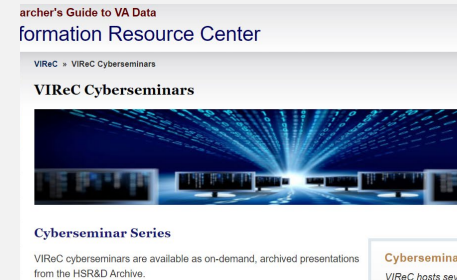 archer's Guide to VA Data
formation Resource Center
VIReC » VIReC Cyberseminars
VIReC Cyberseminars
Cyberseminar Series
VIReC cyberseminars are available as on-demand, archived presentations
from the HSR&D Archive.
Cybersemina
VIReC hosts sev